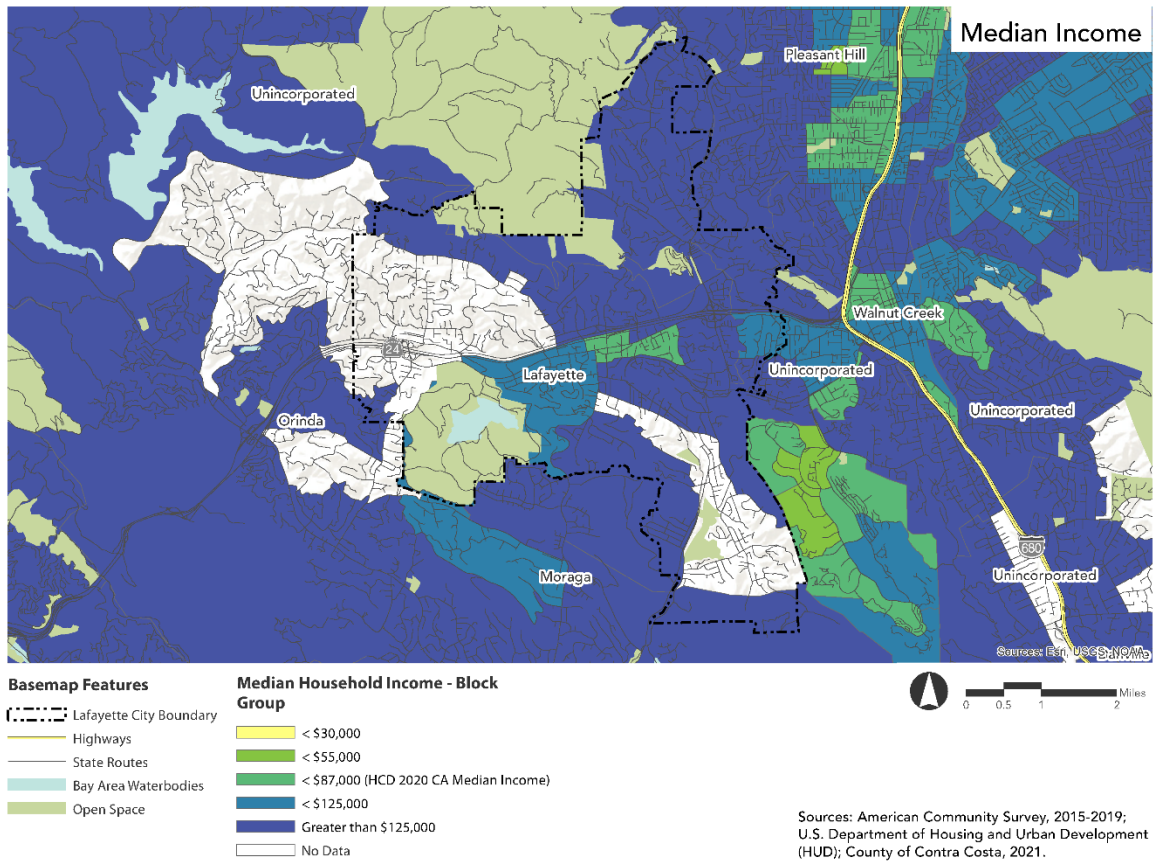 Median Income
Pleasant Hill
Unincorporated
Walnut Creek
24
Lafayette
Unincorporated
Unincorporated
Orinda
680
Moraga
Unincorporated
Sources: Esri, USGS, NOAA
Basemap Features
Lafayette City Boundary
Highways
State Routes
Bay Area Waterbodies
Open Space
Median Household Income - Block
Group
< $30,000
< $55,000
< $87,000 (HCD 2020 CA Median Income)
< $125,000
Greater than $125,000
No Data
0 0.5 1 2 Miles
Sources: American Community Survey, 2015-2019;
U.S. Department of Housing and Urban Development
(HUD); County of Contra Costa, 2021.